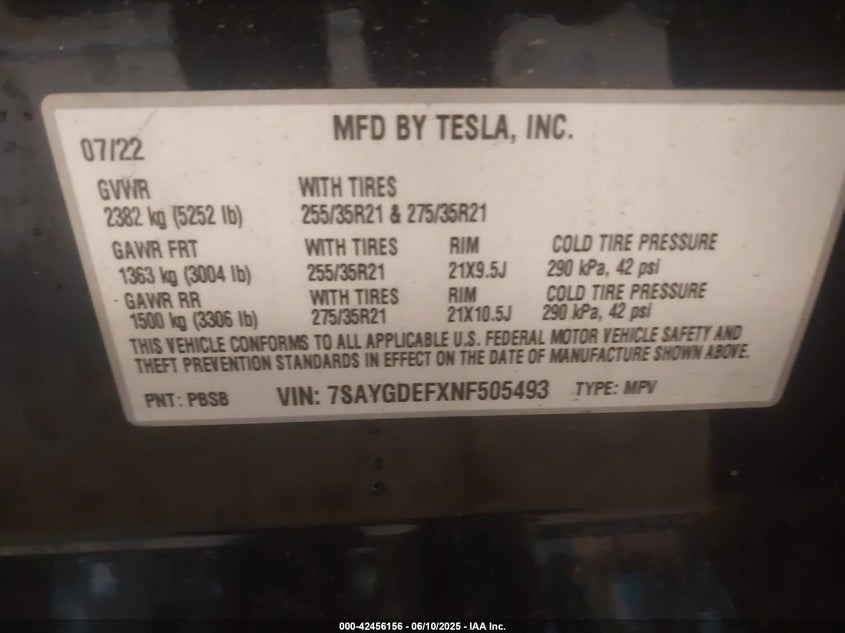 MFD BY TESLA, INC.
07/22
GVWR WITH TIRES
2382 kg (5252 lb) 255/35R21 & 275/35R21
GAWR FRT WITH TIRES RIM COLD TIRE PRESSURE
1363 kg (3004 lb) 255/35R21 21X9.5J 290 kPa, 42 psi
GAWR RR WITH TIRES RIM COLD TIRE PRESSURE
1500 kg (3306 lb) 275/35R21 21X10.5J 290 kPa, 42 psi
THIS VEHICLE CONFORMS TO ALL APPLICABLE U.S. FEDERAL MOTOR VEHICLE SAFETY AND
THEFT PREVENTION STANDARDS IN EFFECT ON THE DATE OF MANUFACTURE SHOWN ABOVE.
PNT: PBSB VIN: 7SAYGDEFXNF505493 TYPE: MPV
000-42456156 - 06/10/2025 - IAA Inc.